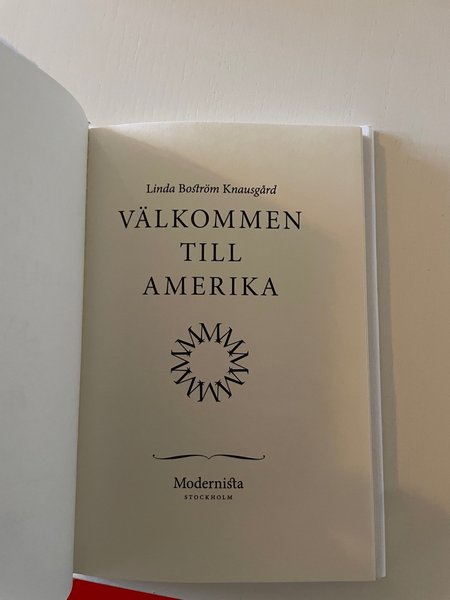 Linda Boström Knausgård
VÄLKOMMEN
TILL
AMERIKA
Modernista
STOCKHOLM